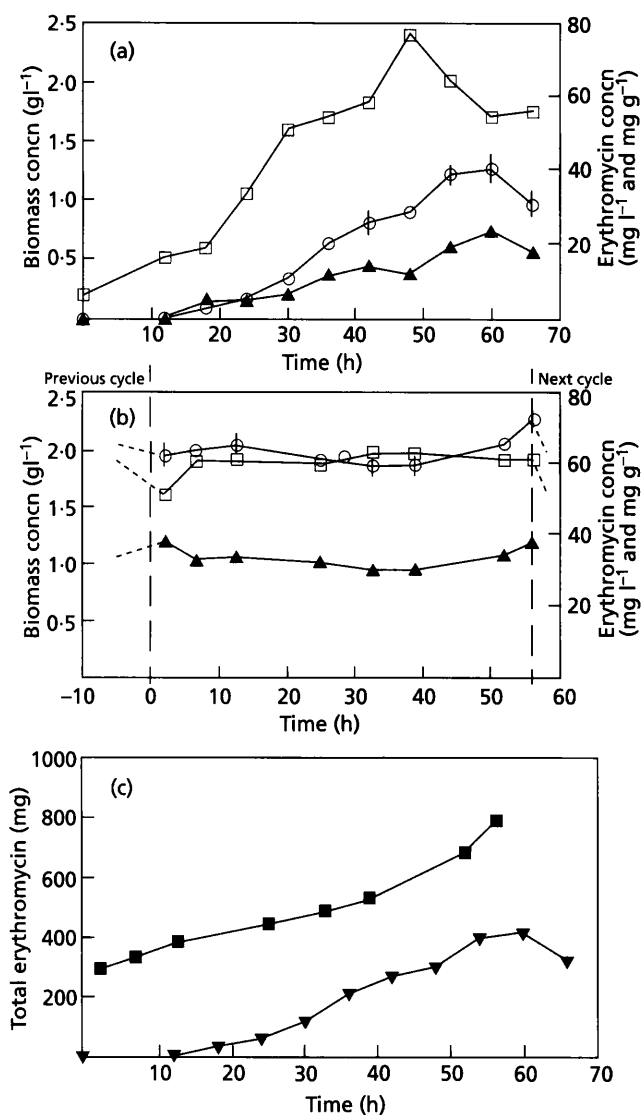 (a)
Biomass concn (gl⁻¹)
2·5
2·0
1·5
1·0
0·5
80
60
40
20
Erythromycin concn
(mg l⁻¹ and mg g⁻¹)
10 20 30 40 50 60 70
Time (h)
Previous cycle
Next cycle
(b)
Biomass concn (gl⁻¹)
2·5
2·0
1·5
1·0
0·5
80
60
40
20
Erythromycin concn
(mg l⁻¹ and mg g⁻¹)
−10 0 10 20 30 40 50 60
Time (h)
(c)
Total erythromycin (mg)
1000
800
600
400
200
10 20 30 40 50 60 70
Time (h)